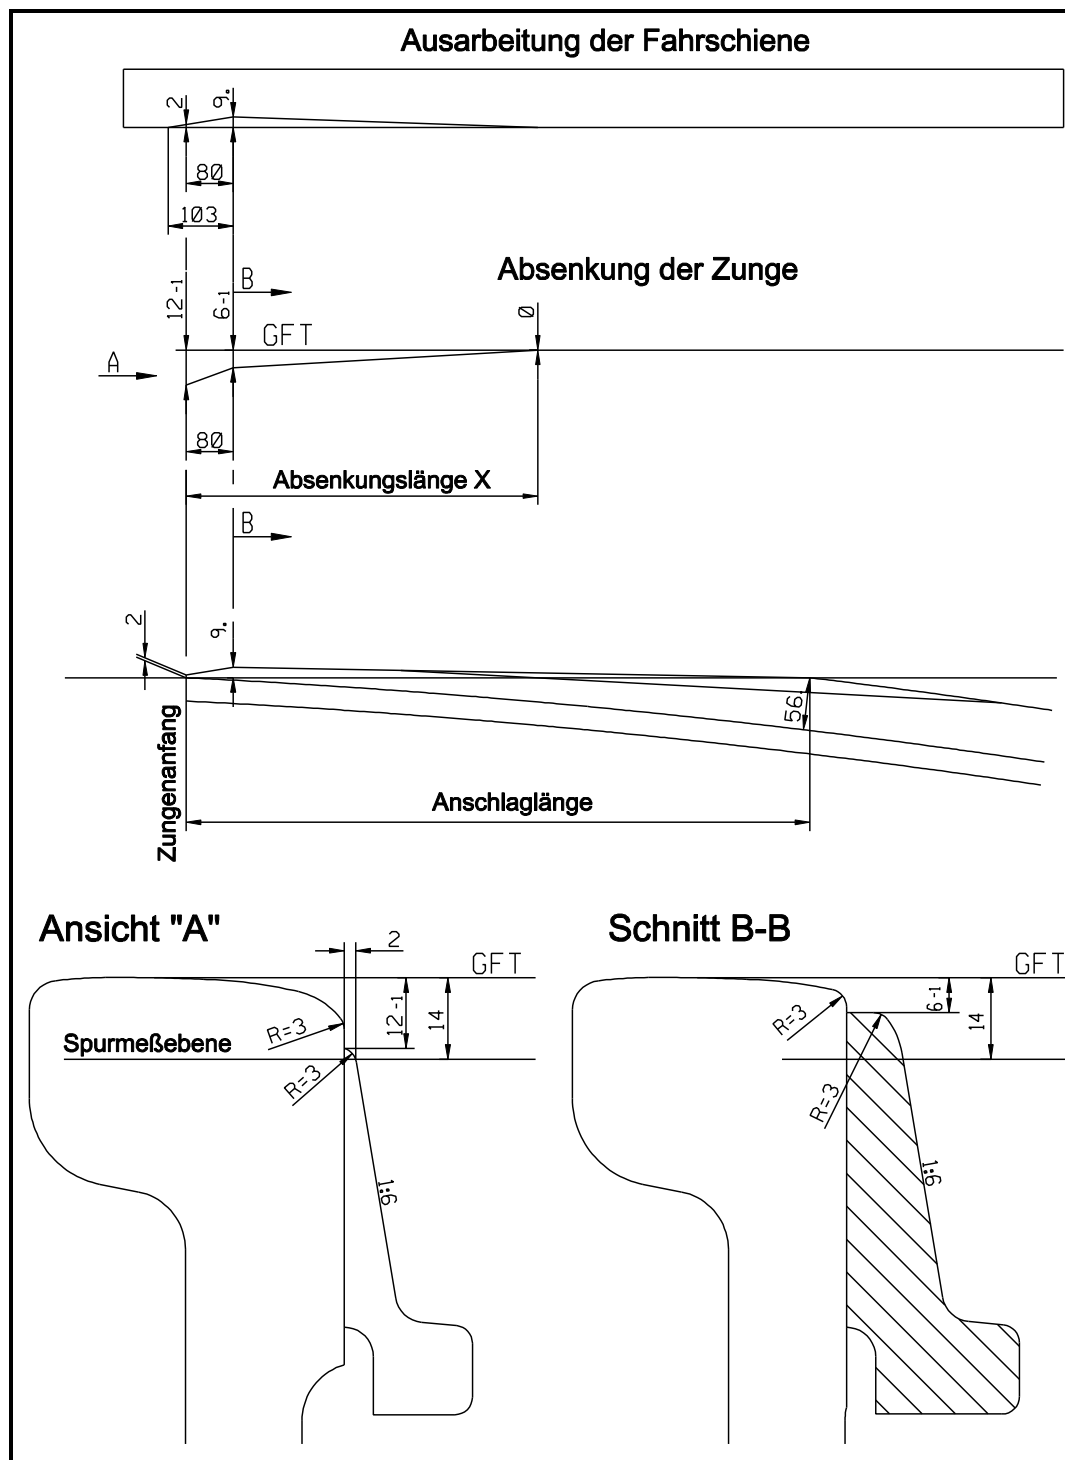 Ausarbeitung der Fahrschiene
2
9.
80
103
Absenkung der Zunge
12-1
6-1
B
0
GFT
A
80
Absenkungslänge X
B
2
9.
56.
Zungenanfang
Anschlaglänge
Ansicht "A"
2
GFT
12-1
14
R=3
Spurmeßebene
R=3
1:6
Schnitt B-B
GFT
6-1
14
R=3
R=3
1:6